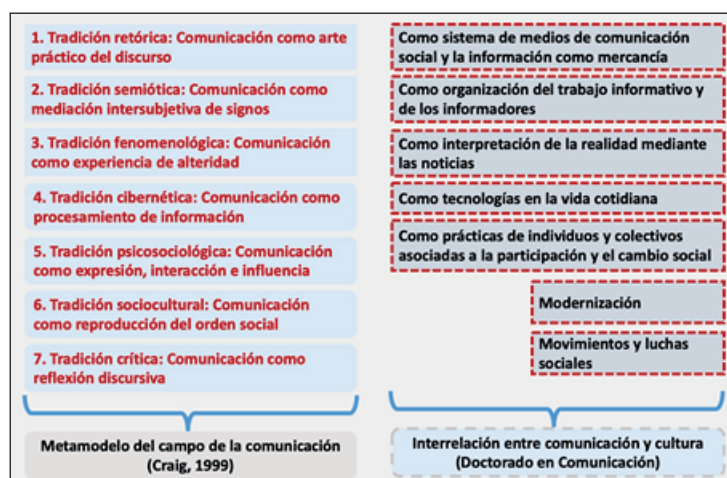 1. Tradición retórica: Comunicación como arte
práctico del discurso
2. Tradición semiótica: Comunicación como
mediación intersubjetiva de signos
3. Tradición fenomenológica: Comunicación
como experiencia de alteridad
4. Tradición cibernética: Comunicación como
procesamiento de información
5. Tradición psicosociológica: Comunicación
como expresión, interacción e influencia
6. Tradición sociocultural: Comunicación
como reproducción del orden social
7. Tradición crítica: Comunicación como
reflexión discursiva
Metamodelo del campo de la comunicación
(Craig, 1999)
Como sistema de medios de comunicación
social y la información como mercancía
Como organización del trabajo informativo y
de los informadores
Como interpretación de la realidad mediante
las noticias
Como tecnologías en la vida cotidiana
Como prácticas de individuos y colectivos
asociadas a la participación y el cambio social
Modernización
Movimientos y luchas
sociales
Interrelación entre comunicación y cultura
(Doctorado en Comunicación)